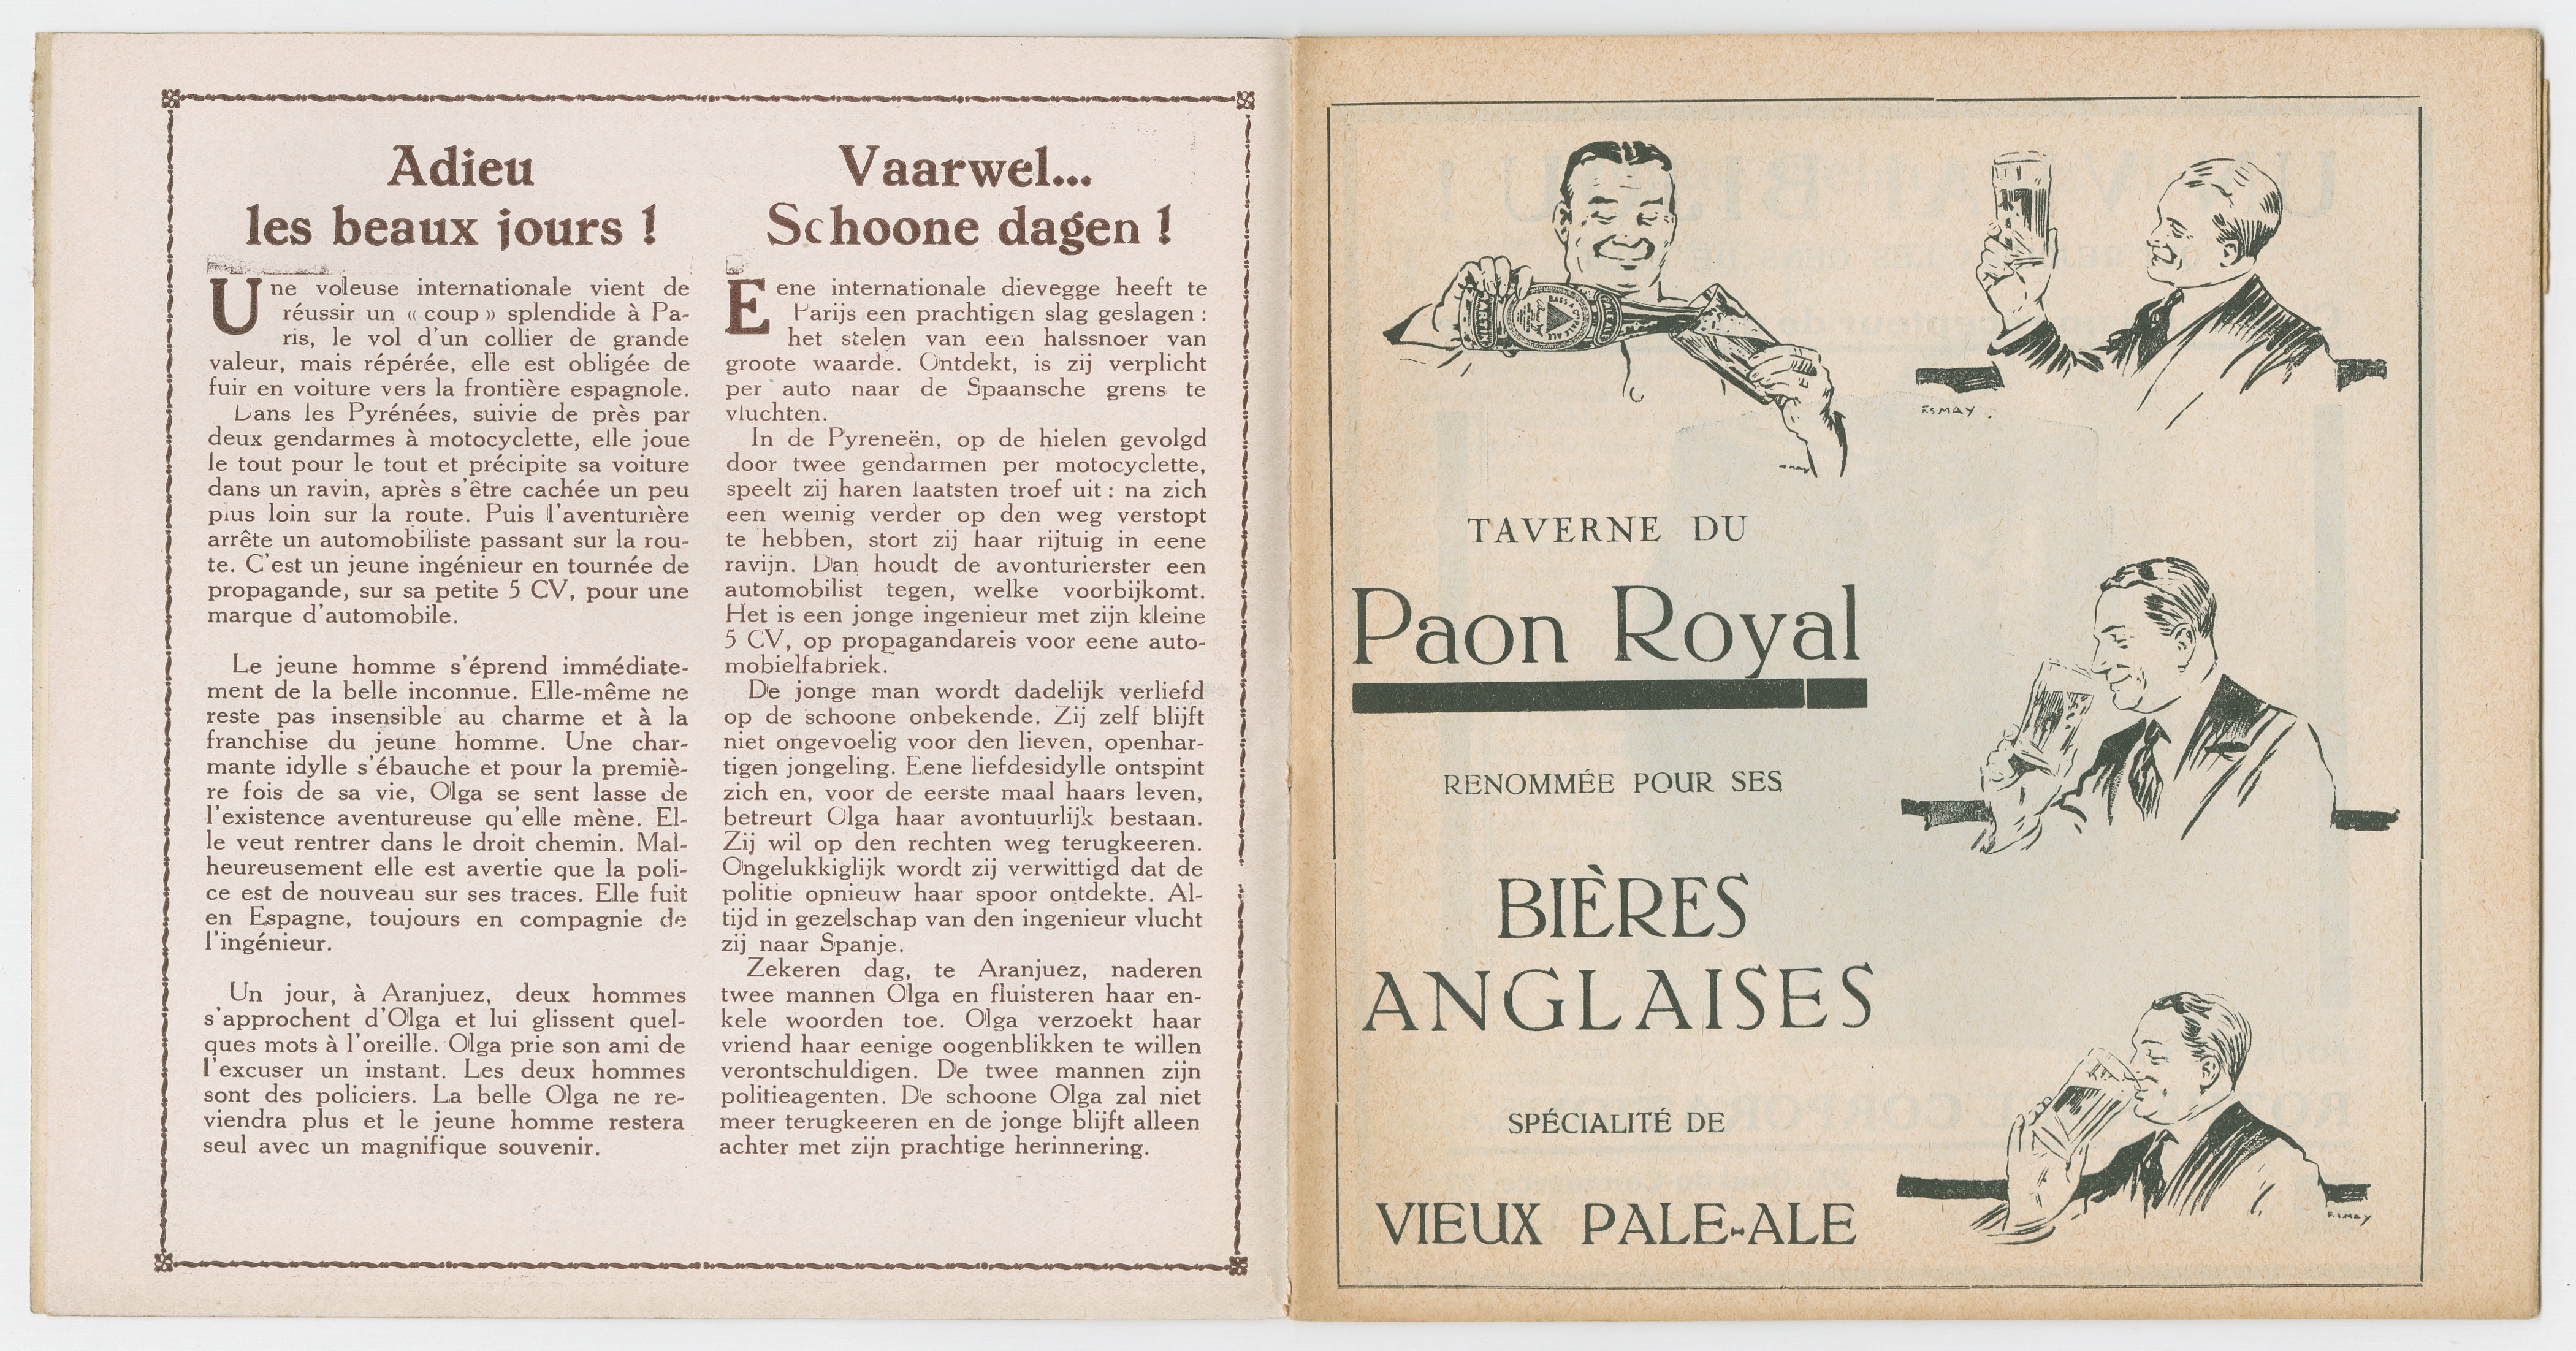 Adieu
les beaux jours !
Une voleuse internationale vient de
réussir un « coup » splendide à Pa-
ris, le vol d'un collier de grande
valeur, mais répérée, elle est obligée de
fuir en voiture vers la frontière espagnole.
Dans les Pyrénées, suivie de près par
deux gendarmes à motocyclette, elle joue
le tout pour le tout et précipite sa voiture
dans un ravin, après s'être cachée un peu
plus loin sur la route. Puis l'aventurière
arrête un automobiliste passant sur la rou-
te. C'est un jeune ingénieur en tournée de
propagande, sur sa petite 5 CV, pour une
marque d'automobile.
Le jeune homme s'éprend immédiate-
ment de la belle inconnue. Elle-même ne
reste pas insensible au charme et à la
franchise du jeune homme. Une char-
mante idylle s'ébauche et pour la premiè-
re fois de sa vie, Olga se sent lasse de
l'existence aventureuse qu'elle mène. El-
le veut rentrer dans le droit chemin. Mal-
heureusement elle est avertie que la poli-
ce est de nouveau sur ses traces. Elle fuit
en Espagne, toujours en compagnie de
l'ingénieur.
Un jour, à Aranjuez, deux hommes
s'approchent d'Olga et lui glissent quel-
ques mots à l'oreille. Olga prie son ami de
l'excuser un instant. Les deux hommes
sont des policiers. La belle Olga ne re-
viendra plus et le jeune homme restera
seul avec un magnifique souvenir.
Vaarwel...
Schoone dagen !
Eene internationale dievegge heeft te
Parijs een prachtigen slag geslagen :
het stelen van een halssnoer van
groote waarde. Ontdekt, is zij verplicht
per auto naar de Spaansche grens te
vluchten.
In de Pyreneën, op de hielen gevolgd
door twee gendarmen per motocyclette,
speelt zij haren laatsten troef uit : na zich
een weinig verder op den weg verstopt
te hebben, stort zij haar rijtuig in eene
ravijn. Dan houdt de avonturierster een
automobilist tegen, welke voorbijkomt.
Het is een jonge ingenieur met zijn kleine
5 CV, op propagandareis voor eene auto-
mobielfabriek.
De jonge man wordt dadelijk verliefd
op de schoone onbekende. Zij zelf blijft
niet ongevoelig voor den lieven, openhar-
tigen jongeling. Eene liefdesidylle ontspint
zich en, voor de eerste maal haars leven,
betreurt Olga haar avontuurlijk bestaan.
Zij wil op den rechten weg terugkeeren.
Ongelukkiglijk wordt zij verwittigd dat de
politie opnieuw haar spoor ontdekte. Al-
tijd in gezelschap van den ingenieur vlucht
zij naar Spanje.
Zekeren dag, te Aranjuez, naderen
twee mannen Olga en fluisteren haar en-
kele woorden toe. Olga verzoekt haar
vriend haar eenige oogenblikken te willen
verontschuldigen. De twee mannen zijn
politieagenten. De schoone Olga zal niet
meer terugkeeren en de jonge blijft alleen
achter met zijn prachtige herinnering.
BASS & Co PALE ALE
PALE ALE
F.S MAY
TAVERNE DU
Paon Royal
RENOMMÉE POUR SES
BIÈRES
ANGLAISES
SPÉCIALITÉ DE
VIEUX PALE-ALE
F.S. MAY